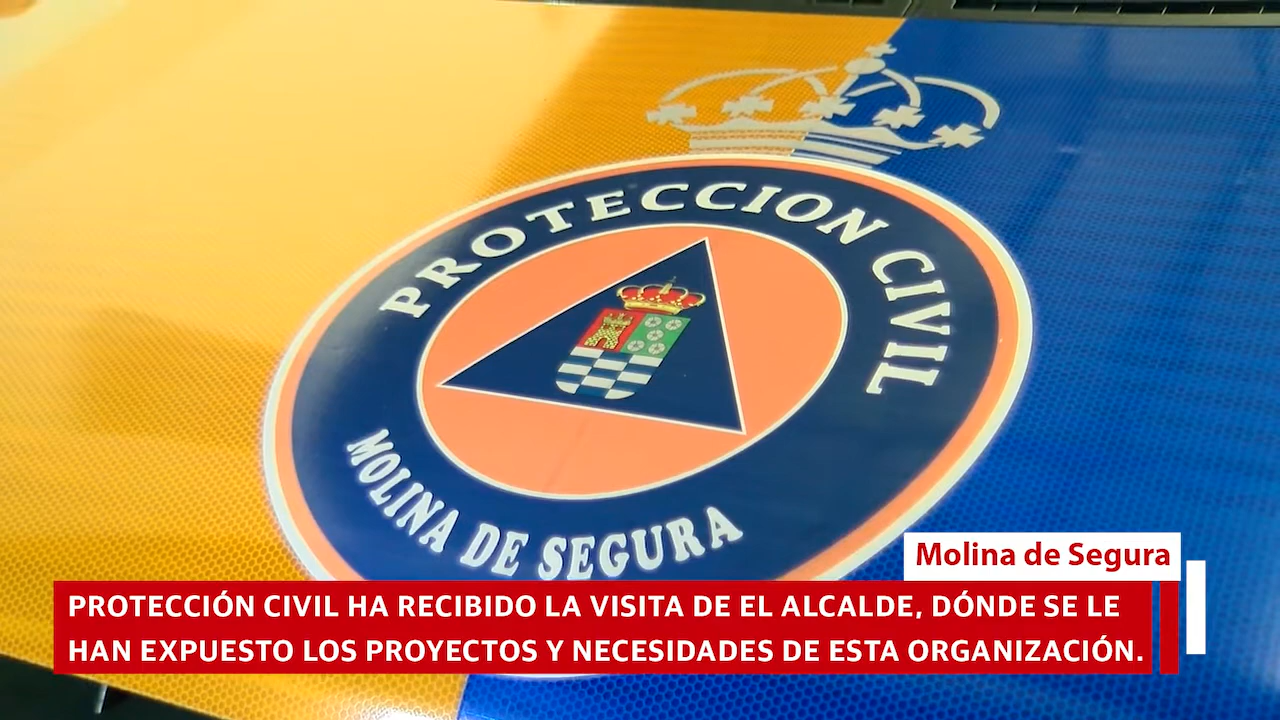 PROTECCION CIVIL
MOLINA DE SEGURA
Molina de Segura
PROTECCIÓN CIVIL HA RECIBIDO LA VISITA DE EL ALCALDE, DÓNDE SE LE
HAN EXPUESTO LOS PROYECTOS Y NECESIDADES DE ESTA ORGANIZACIÓN.